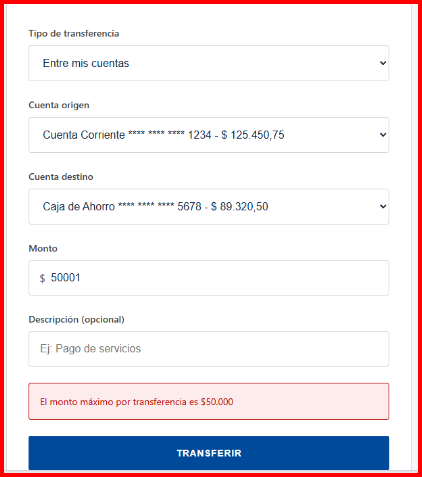 Tipo de transferencia
Entre mis cuentas
Cuenta origen
Cuenta Corriente **** **** **** 1234 - $ 125.450,75
Cuenta destino
Caja de Ahorro **** **** **** 5678 - $ 89.320,50
Monto
$ 50001
Descripción (opcional)
Ej: Pago de servicios
El monto máximo por transferencia es $50.000
TRANSFERIR